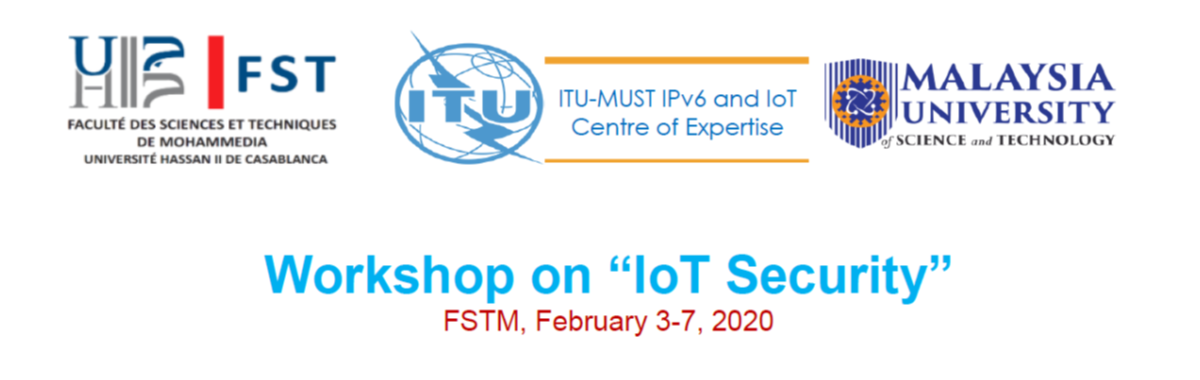 UH2
FST
FACULTÉ DES SCIENCES ET TECHNIQUES
DE MOHAMMEDIA
UNIVERSITÉ HASSAN II DE CASABLANCA
ITU
ITU-MUST IPv6 and IoT
Centre of Expertise
MALAYSIA
UNIVERSITY
of SCIENCE and TECHNOLOGY
Workshop on “IoT Security”
FSTM, February 3-7, 2020